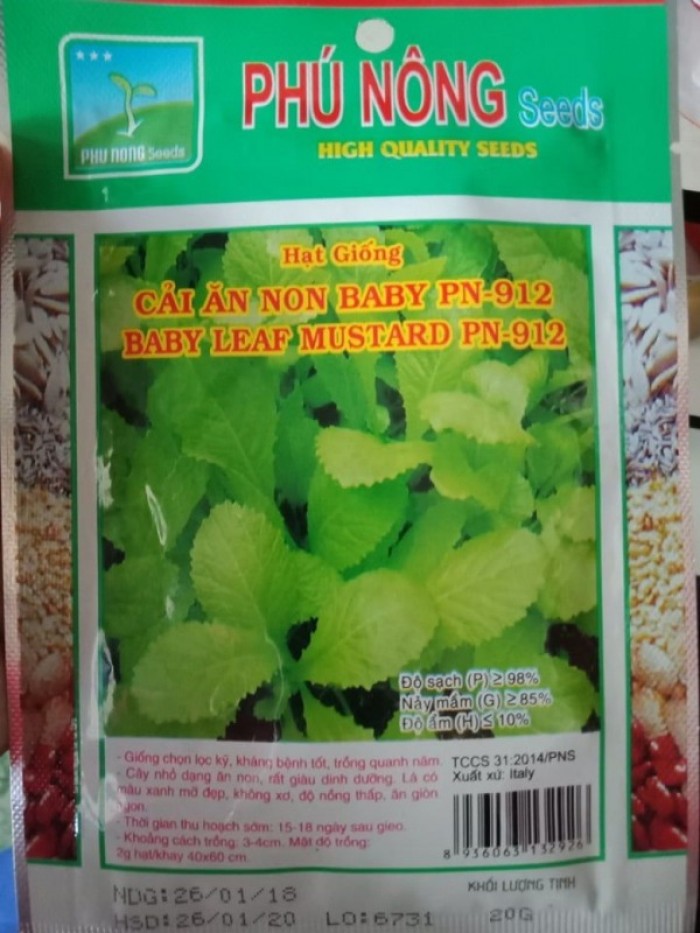 PHÚ NÔNG Seeds
HIGH QUALITY SEEDS
PHU NONG Seeds
Hạt Giống
CẢI ĂN NON BABY PN-912
BABY LEAF MUSTARD PN-912
Độ sạch (P) ≥ 98%
Nảy mầm (G) ≥ 85%
Độ ẩm (H) ≤ 10%
- Giống chọn lọc kỹ, kháng bệnh tốt, trồng quanh năm.
- Cây nhỏ dạng ăn non, rất giàu dinh dưỡng. Lá có
màu xanh mỡ đẹp, không xơ, độ nồng thấp, ăn giòn
ngon.
- Thời gian thu hoạch sớm: 15-18 ngày sau gieo.
- Khoảng cách trồng: 3-4cm. Mật độ trồng:
2g hạt/khay 40x60 cm.
TCCS 31:2014/PNS
Xuất xứ: Italy
8 936063 132926
KHỐI LƯỢNG TỊNH
NDG:26/01/18
HSD:26/01/20 LO:6731 20G